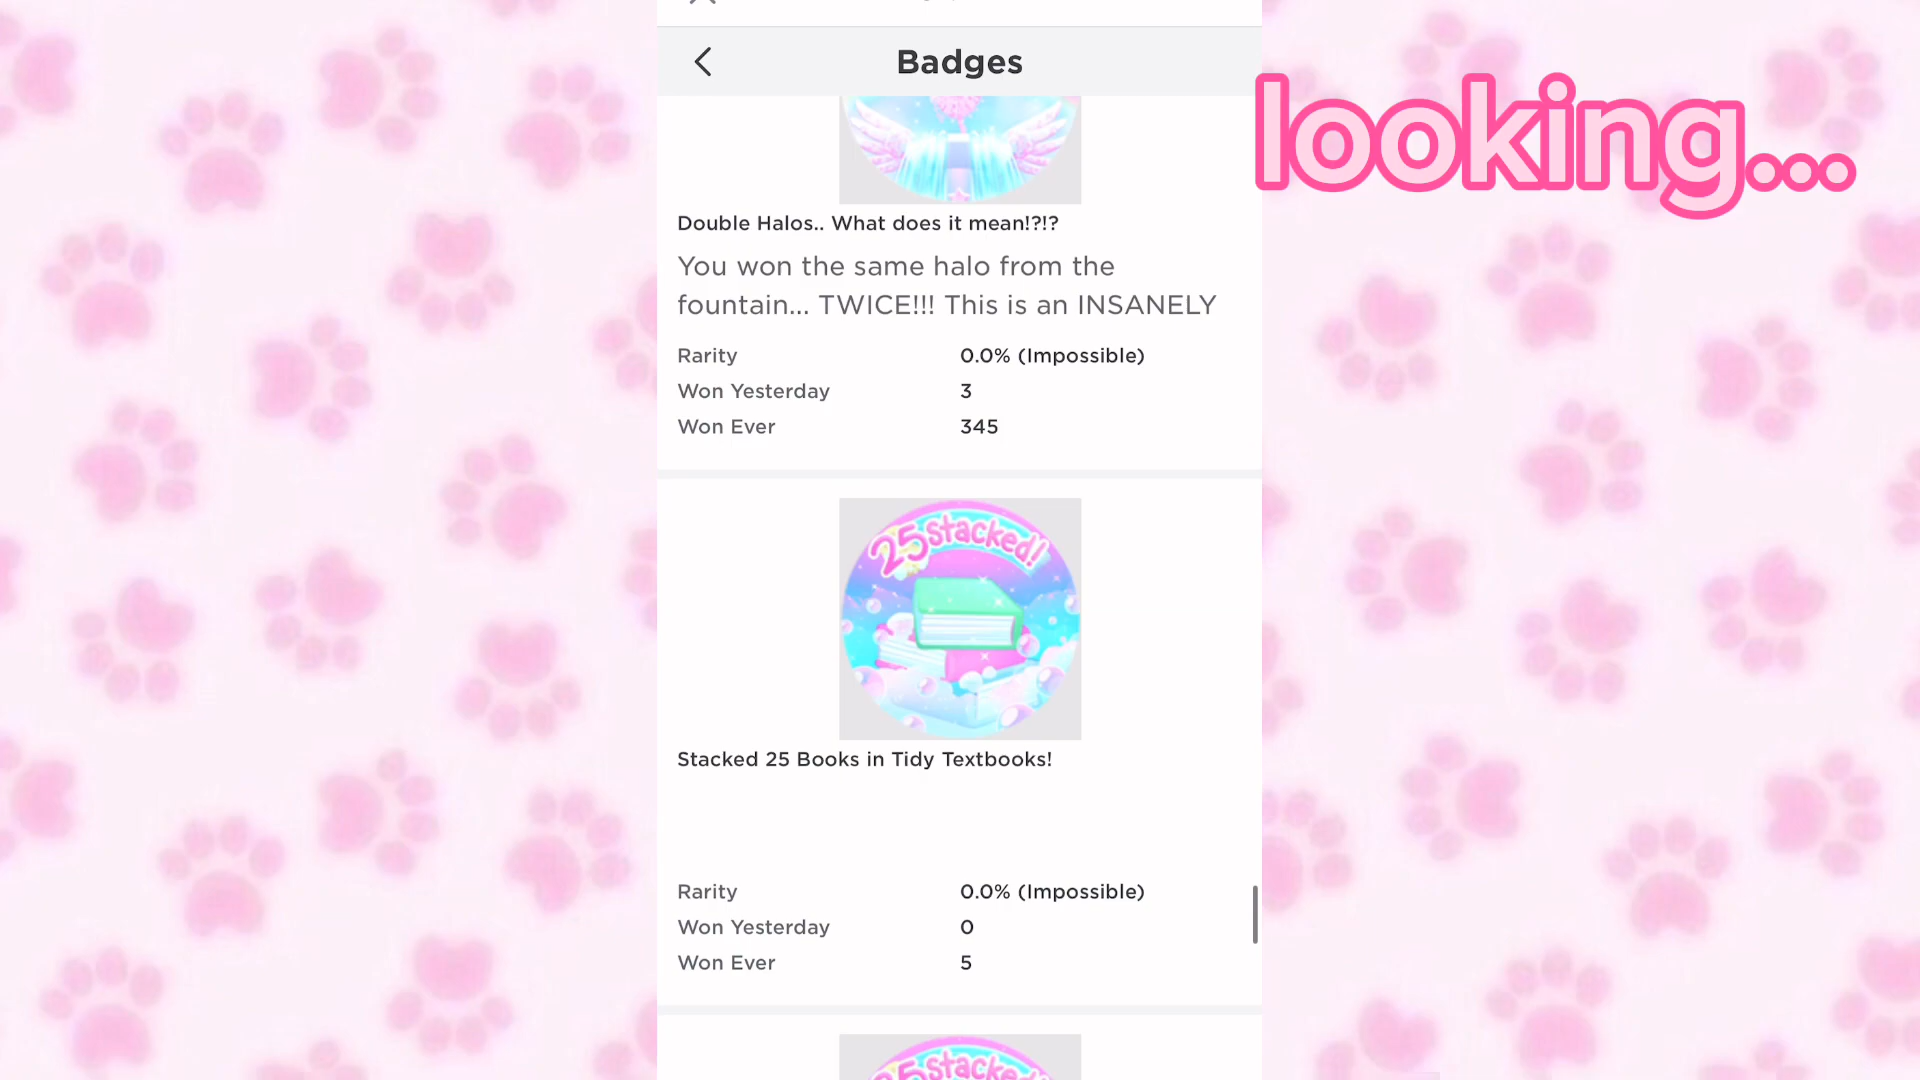 Badges
looking...
Double Halos.. What does it mean!?!?
You won the same halo from the
fountain... TWICE!!! This is an INSANELY
Rarity 0.0% (Impossible)
Won Yesterday 3
Won Ever 345
25 stacked!
Stacked 25 Books in Tidy Textbooks!
Rarity 0.0% (Impossible)
Won Yesterday 0
Won Ever 5
25 stacked